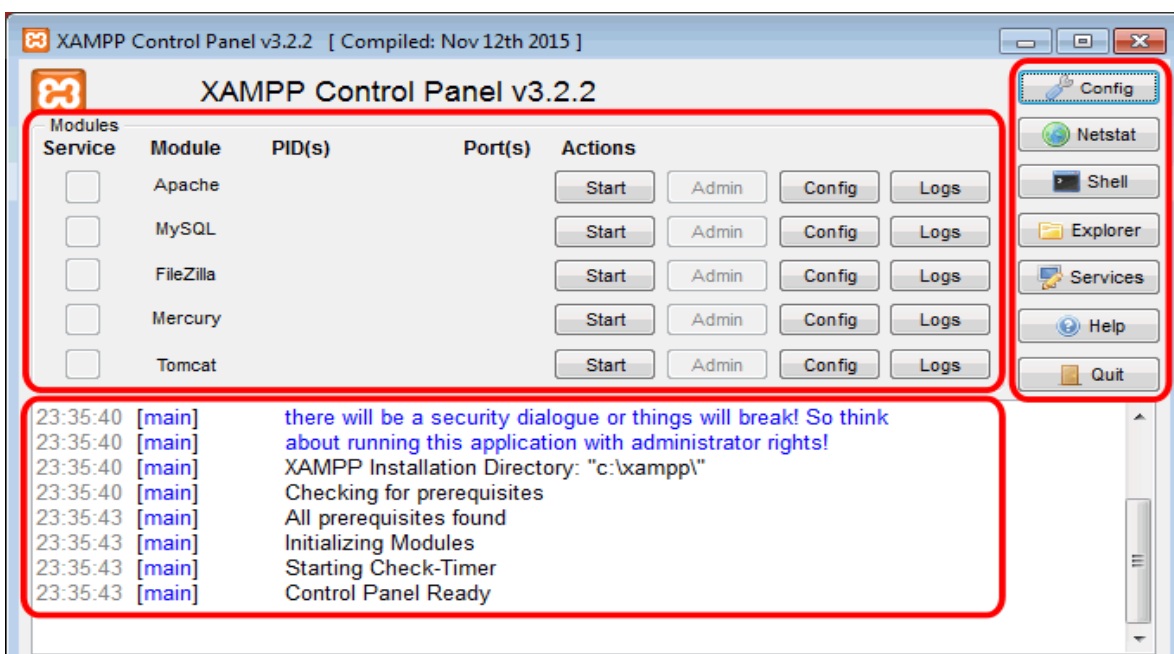 XAMPP Control Panel v3.2.2 [ Compiled: Nov 12th 2015 ]
XAMPP Control Panel v3.2.2
Config
Modules
Service Module PID(s) Port(s) Actions
Netstat
Apache Start Admin Config Logs
Shell
MySQL Start Admin Config Logs
Explorer
FileZilla Start Admin Config Logs
Services
Mercury Start Admin Config Logs
Help
Tomcat Start Admin Config Logs
Quit
23:35:40 [main] there will be a security dialogue or things will break! So think
23:35:40 [main] about running this application with administrator rights!
23:35:40 [main] XAMPP Installation Directory: "c:\xampp\"
23:35:40 [main] Checking for prerequisites
23:35:43 [main] All prerequisites found
23:35:43 [main] Initializing Modules
23:35:43 [main] Starting Check-Timer
23:35:43 [main] Control Panel Ready